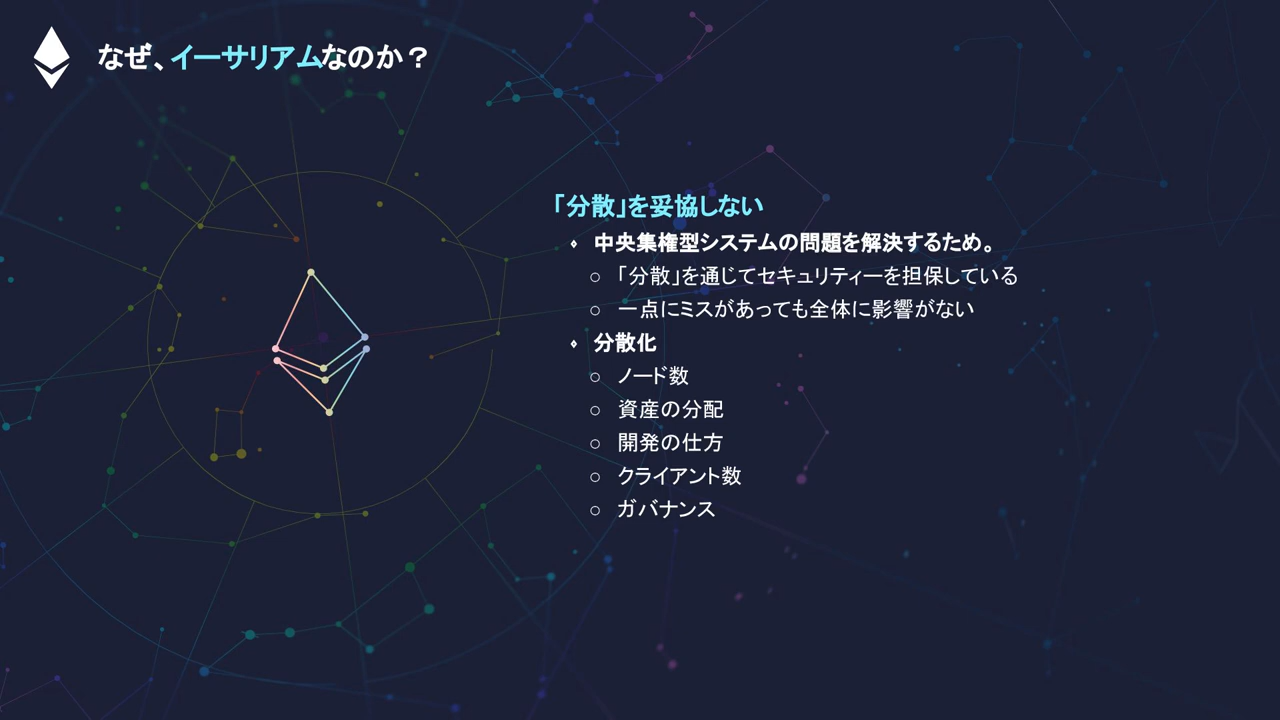 なぜ、イーサリアムなのか？
「分散」を妥協しない
中央集権型システムの問題を解決するため。
○ 「分散」を通じてセキュリティーを担保している
○ 一点にミスがあっても全体に影響がない
分散化
○ ノード数
○ 資産の分配
○ 開発の仕方
○ クライアント数
○ ガバナンス